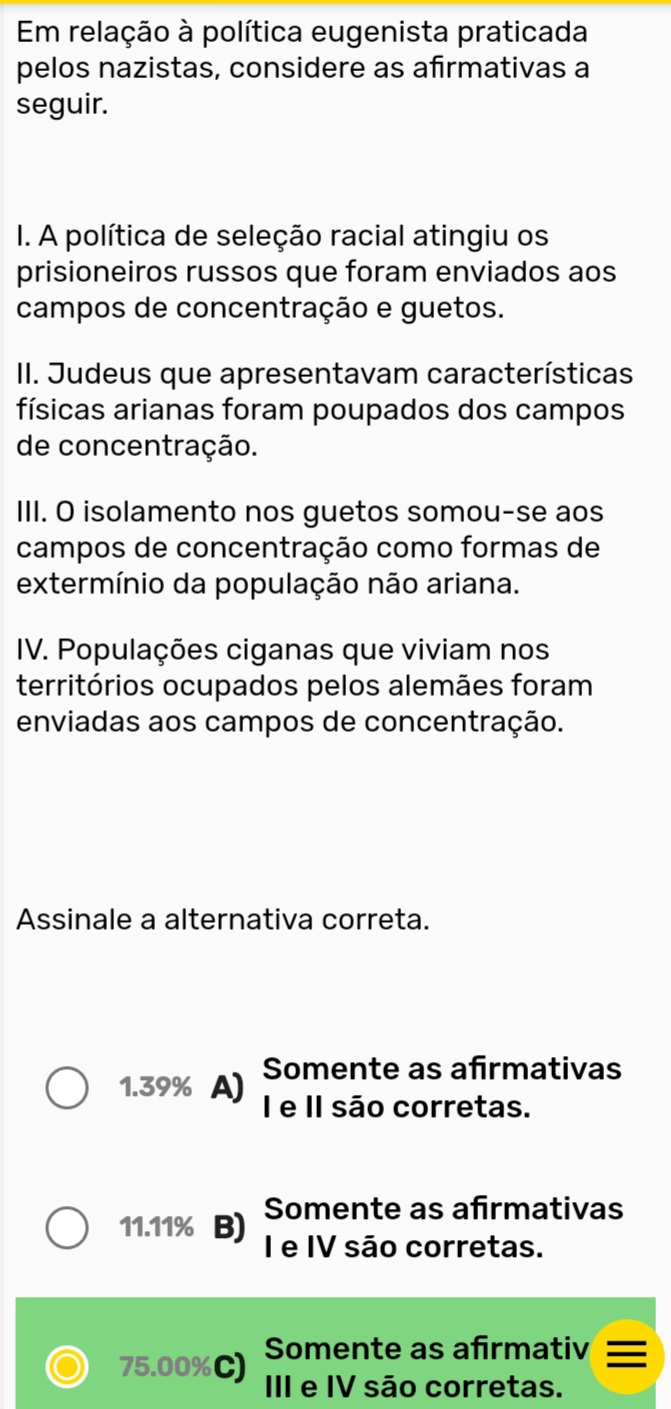 Em relação à política eugenista praticada
pelos nazistas, considere as afirmativas a
seguir.
I. A política de seleção racial atingiu os
prisioneiros russos que foram enviados aos
campos de concentração e guetos.
II. Judeus que apresentavam características
físicas arianas foram poupados dos campos
de concentração.
III. O isolamento nos guetos somou-se aos
campos de concentração como formas de
extermínio da população não ariana.
IV. Populações ciganas que viviam nos
territórios ocupados pelos alemães foram
enviadas aos campos de concentração.
Assinale a alternativa correta.
1.39% A) Somente as afirmativas
I e II são corretas.
11.11% B) Somente as afirmativas
I e IV são corretas.
75.00% C) Somente as afirmativ
III e IV são corretas.